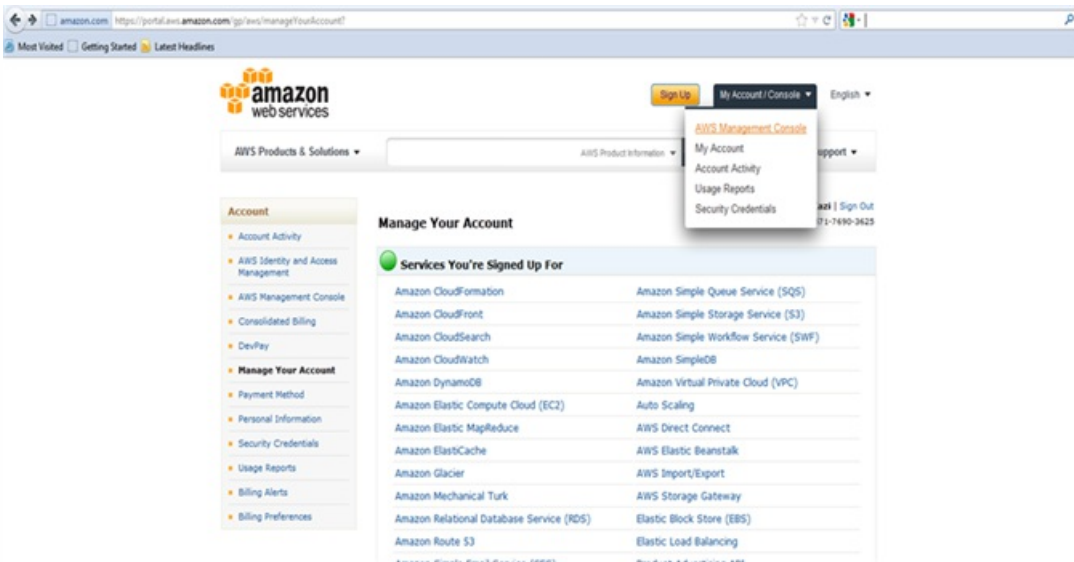 amazon.com https://portal.aws.amazon.com/gp/aws/manageYourAccount?
Most Visited Getting Started Latest Headlines
amazon
web services
Sign Up My Account / Console English
AWS Management Console
My Account
Account Activity
Usage Reports
Security Credentials
AWS Products & Solutions AWS Product Information upport
azi | Sign Out
71-7690-3625
Account
Account Activity
AWS Identity and Access
Management
AWS Management Console
Consolidated Billing
DevPay
Manage Your Account
Payment Method
Personal Information
Security Credentials
Usage Reports
Billing Alerts
Billing Preferences
Manage Your Account
Services You're Signed Up For
Amazon CloudFormation
Amazon CloudFront
Amazon CloudSearch
Amazon CloudWatch
Amazon DynamoDB
Amazon Elastic Compute Cloud (EC2)
Amazon Elastic MapReduce
Amazon ElastiCache
Amazon Glacier
Amazon Mechanical Turk
Amazon Relational Database Service (RDS)
Amazon Route 53
Amazon Simple Queue Service (SQS)
Amazon Simple Storage Service (S3)
Amazon Simple Workflow Service (SWF)
Amazon SimpleDB
Amazon Virtual Private Cloud (VPC)
Auto Scaling
AWS Direct Connect
AWS Elastic Beanstalk
AWS Import/Export
AWS Storage Gateway
Elastic Block Store (EBS)
Elastic Load Balancing